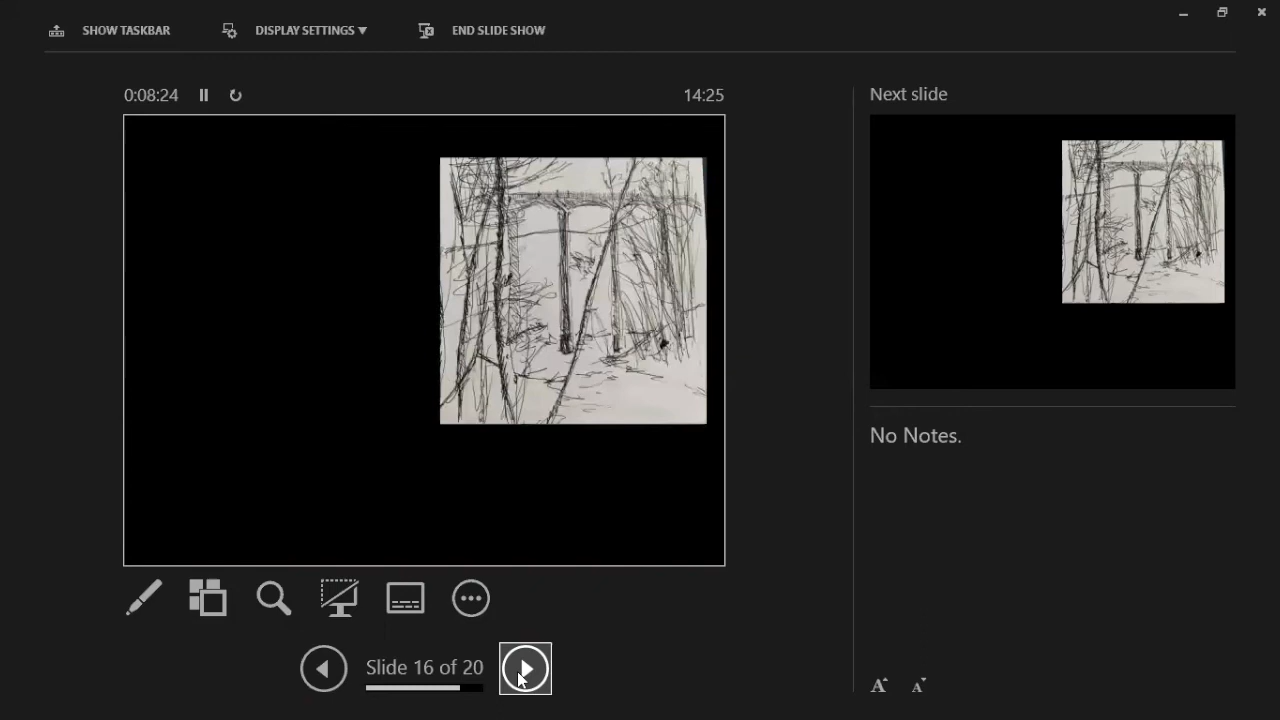 SHOW TASKBAR
DISPLAY SETTINGS ▼
END SLIDE SHOW
0:08:24
14:25
Next slide
No Notes.
Slide 16 of 20
A
A